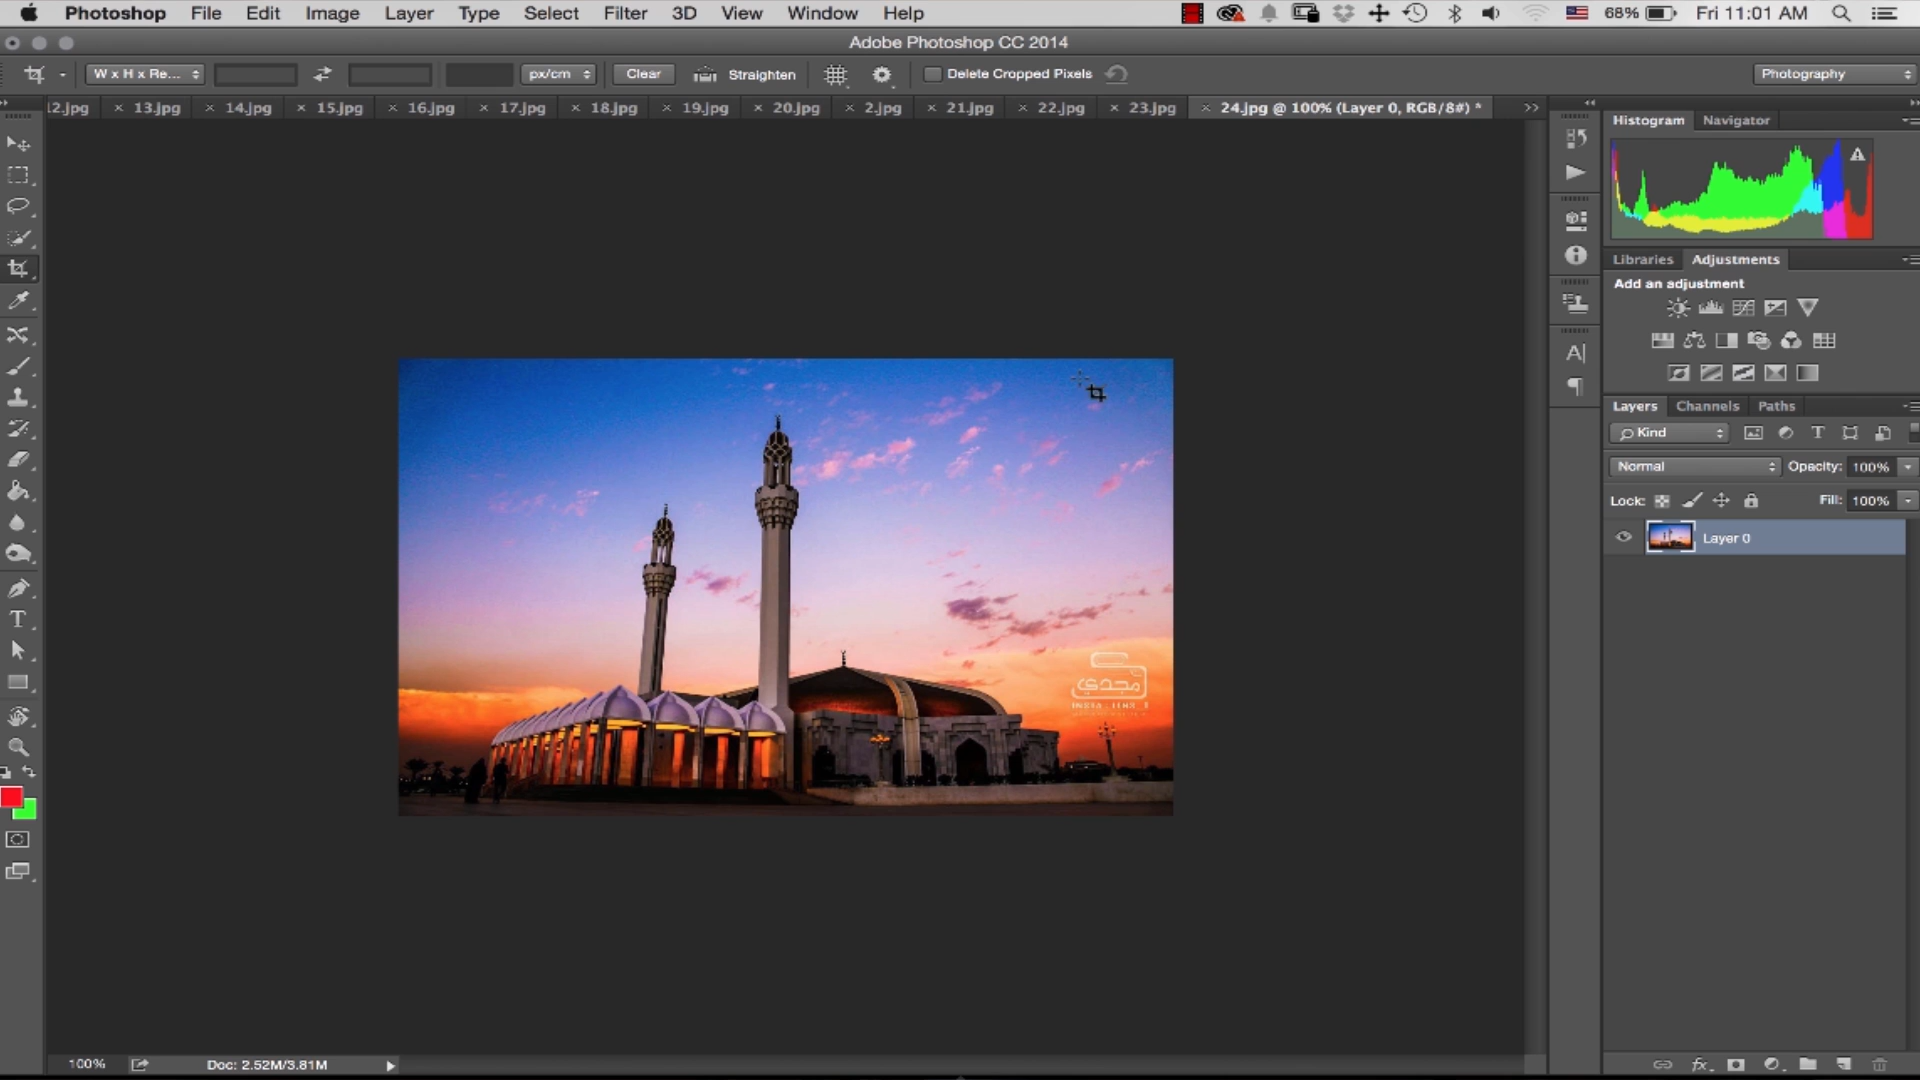 Photoshop File Edit Image Layer Type Select Filter 3D View Window Help 68% Fri 11:01 AM
Adobe Photoshop CC 2014
W x H x Re... px/cm Clear Straighten Delete Cropped Pixels Photography
12.jpg × 13.jpg × 14.jpg × 15.jpg × 16.jpg × 17.jpg × 18.jpg × 19.jpg × 20.jpg × 2.jpg × 21.jpg × 22.jpg × 23.jpg × 24.jpg @ 100% (Layer 0, RGB/8#) *
Histogram Navigator
Libraries Adjustments
Add an adjustment
Layers Channels Paths
Kind
Normal Opacity: 100%
Lock: Fill: 100%
Layer 0
مجدي
100% Doc: 2.52M/3.81M